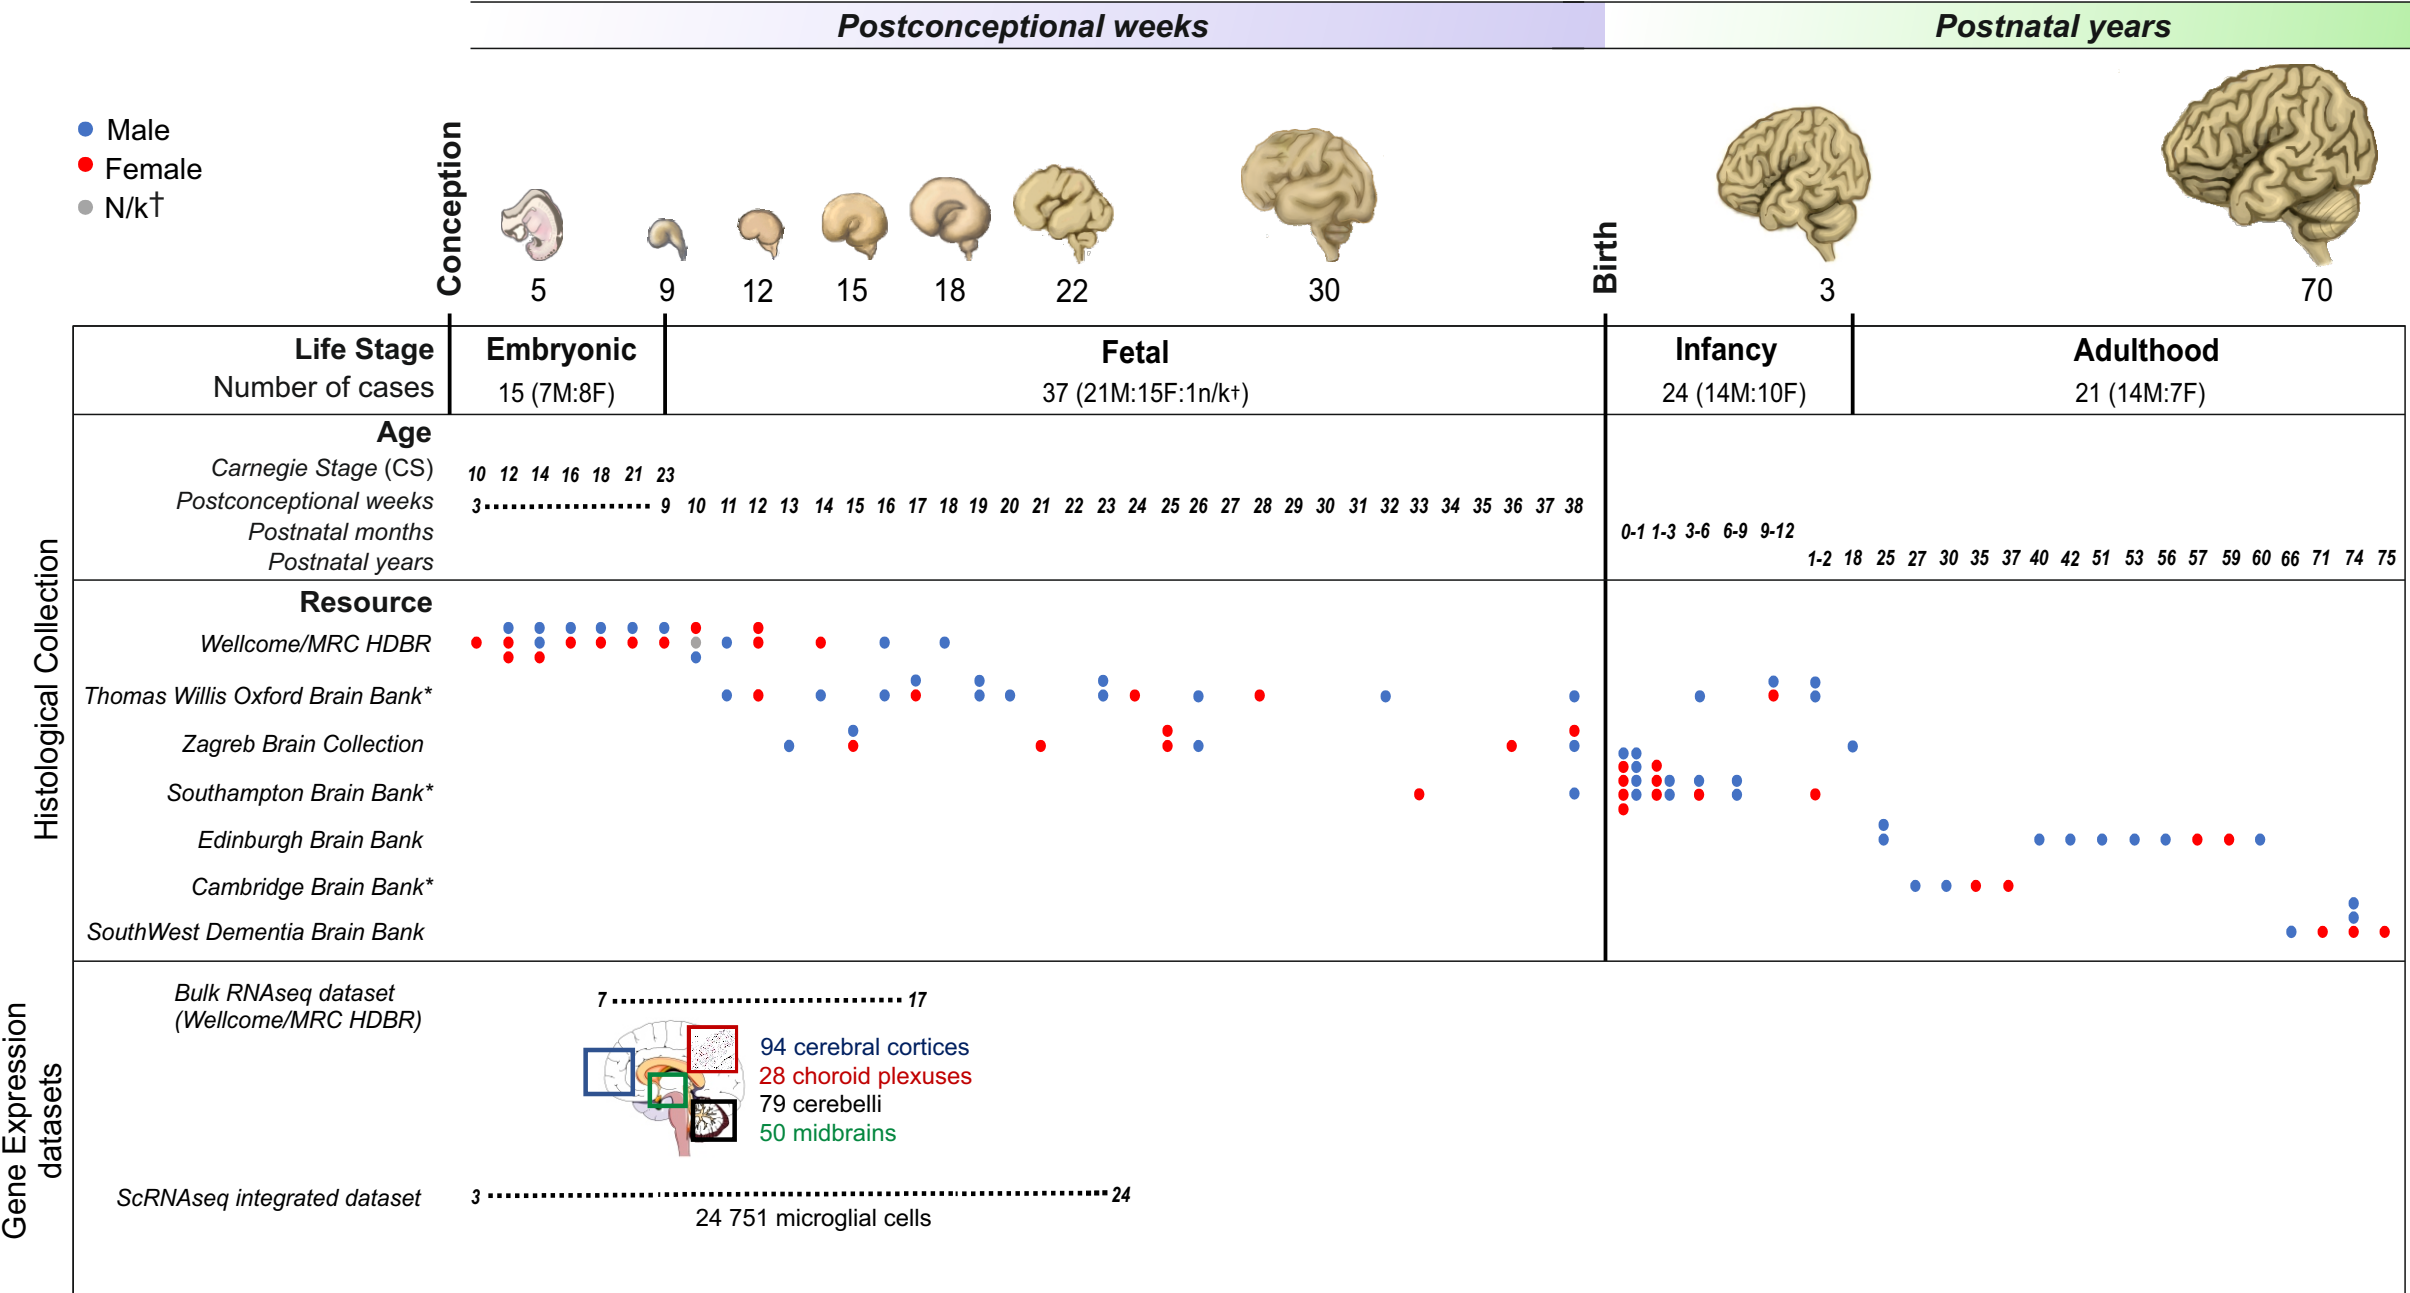 Postconceptional weeks
Postnatal years
Male
Female
N/k†
Conception
Birth
5
9
12
15
18
22
30
3
70
Life Stage
Embryonic
Fetal
Infancy
Adulthood
Number of cases
15 (7M:8F)
37 (21M:15F:1n/k†)
24 (14M:10F)
21 (14M:7F)
Histological Collection
Age
Carnegie Stage (CS)
10 12 14 16 18 21 23
Postconceptional weeks
3 9 10 11 12 13 14 15 16 17 18 19 20 21 22 23 24 25 26 27 28 29 30 31 32 33 34 35 36 37 38
Postnatal months
0-1 1-3 3-6 6-9 9-12
Postnatal years
1-2 18 25 27 30 35 37 40 42 51 53 56 57 59 60 66 71 74 75
Resource
Wellcome/MRC HDBR
Thomas Willis Oxford Brain Bank*
Zagreb Brain Collection
Southampton Brain Bank*
Edinburgh Brain Bank
Cambridge Brain Bank*
SouthWest Dementia Brain Bank
Gene Expression
datasets
Bulk RNAseq dataset
(Wellcome/MRC HDBR)
7 17
94 cerebral cortices
28 choroid plexuses
79 cerebelli
50 midbrains
ScRNAseq integrated dataset
3 24
24 751 microglial cells